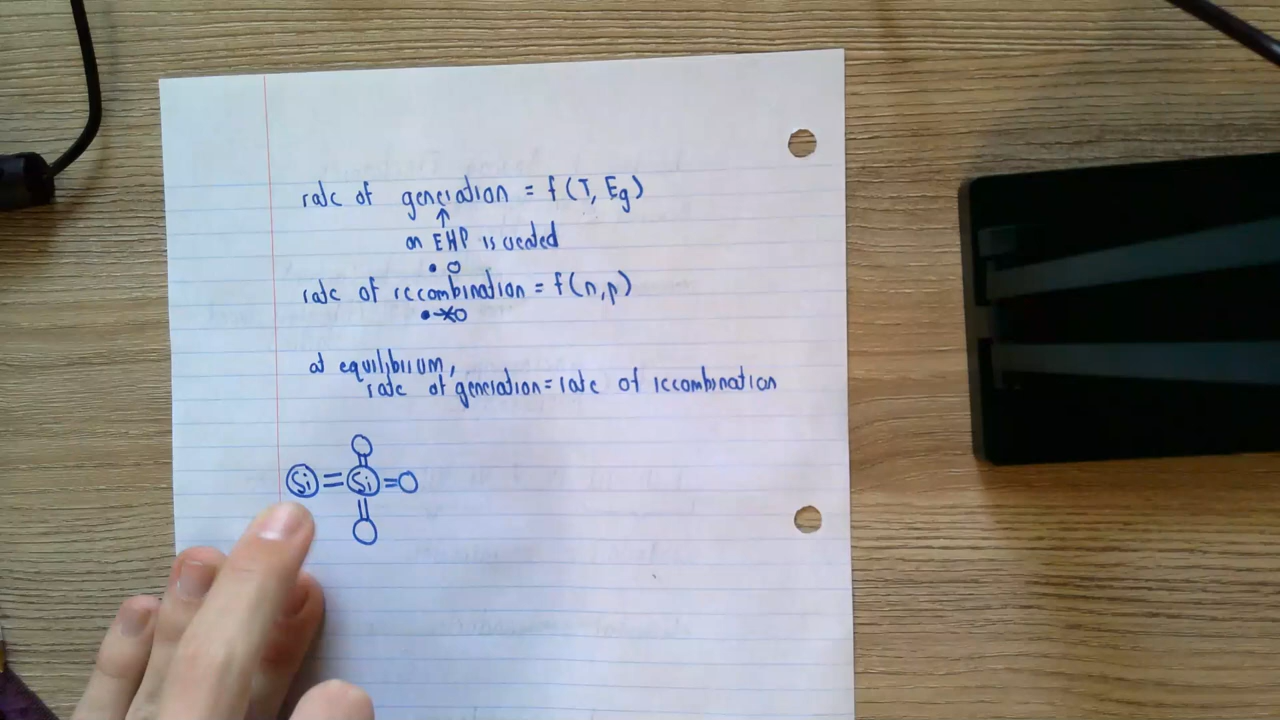 rate of generation = f(T, Eg)
↑
an EHP is created
rate of recombination = f(n,p)
at equilibrium,
rate of generation = rate of recombination
Si = Si